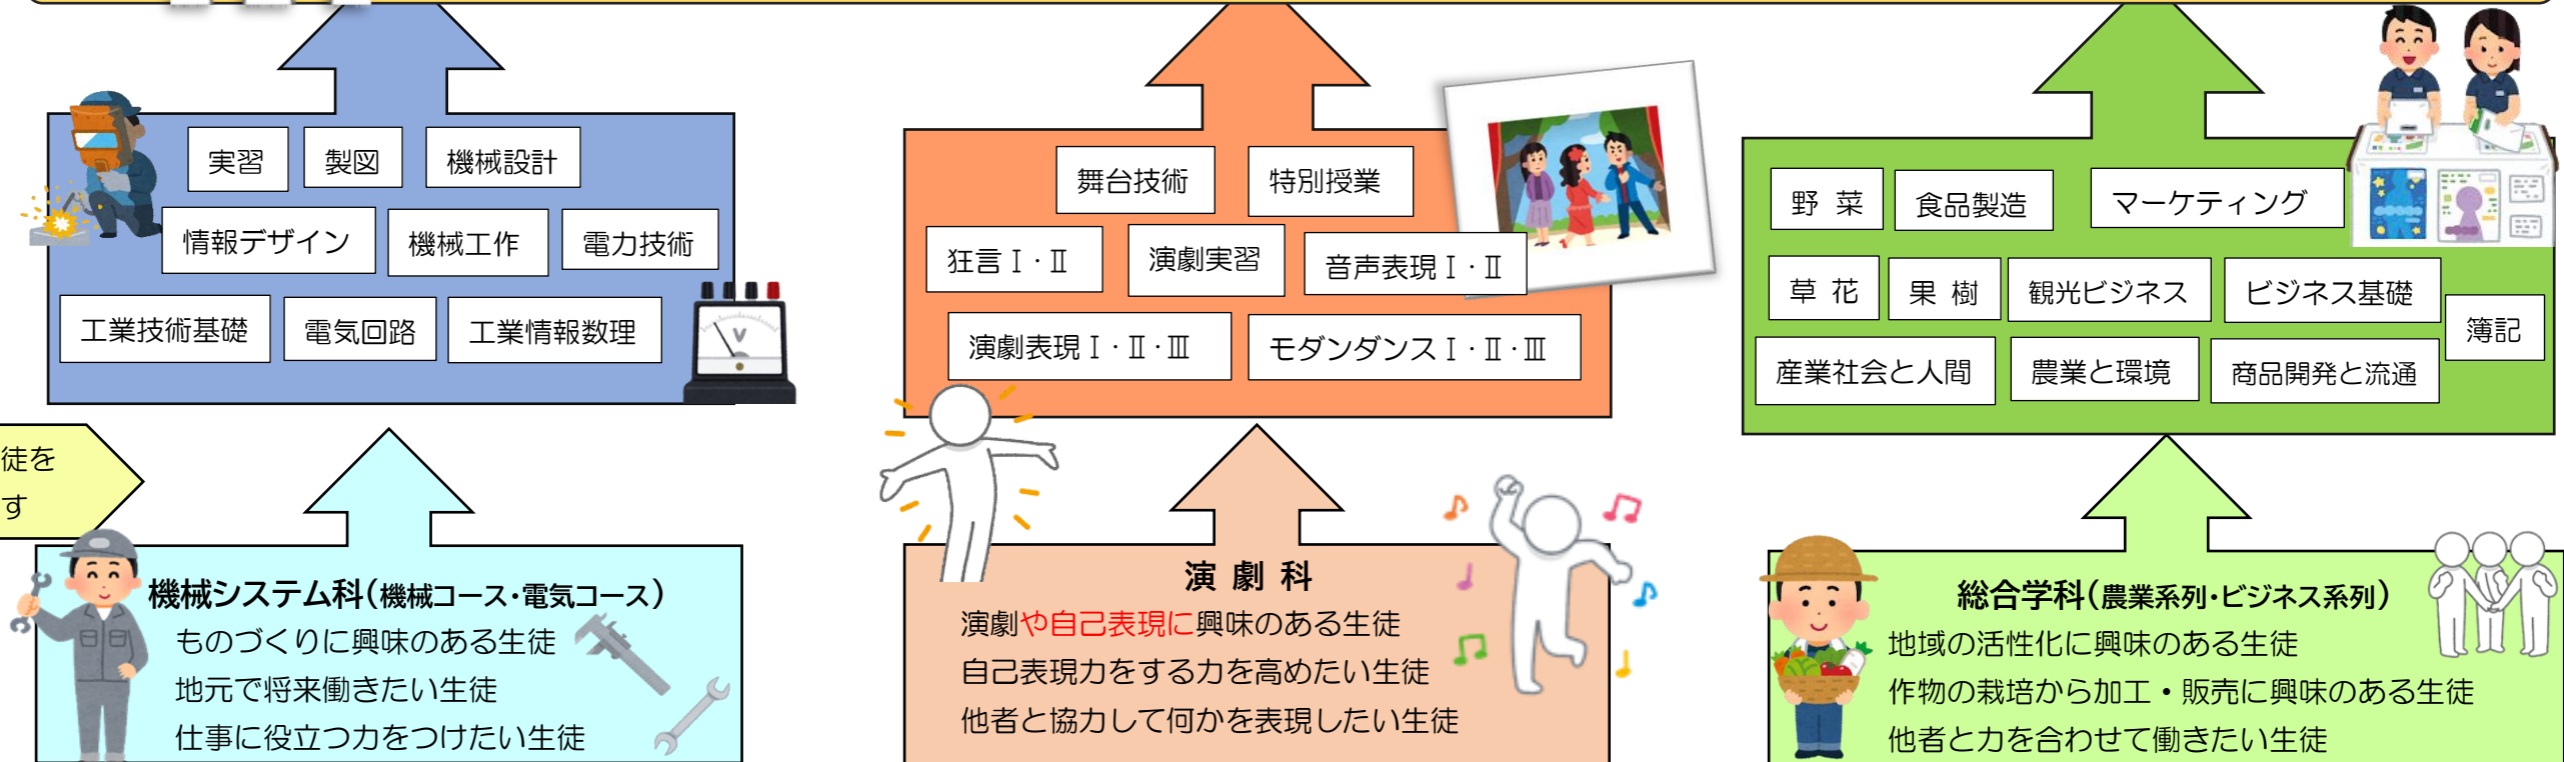 実習
製図
機械設計
情報デザイン
機械工作
電力技術
工業技術基礎
電気回路
工業情報数理
V
舞台技術
特別授業
狂言Ⅰ・Ⅱ
演劇実習
音声表現Ⅰ・Ⅱ
演劇表現Ⅰ・Ⅱ・Ⅲ
モダンダンスⅠ・Ⅱ・Ⅲ
野 菜
食品製造
マーケティング
草 花
果 樹
観光ビジネス
ビジネス基礎
簿記
産業社会と人間
農業と環境
商品開発と流通
徒を
す
機械システム科(機械コース・電気コース)
ものづくりに興味のある生徒
地元で将来働きたい生徒
仕事に役立つ力をつけたい生徒
演 劇 科
演劇や自己表現に興味のある生徒
自己表現力をする力を高めたい生徒
他者と協力して何かを表現したい生徒
総合学科(農業系列・ビジネス系列)
地域の活性化に興味のある生徒
作物の栽培から加工・販売に興味のある生徒
他者と力を合わせて働きたい生徒